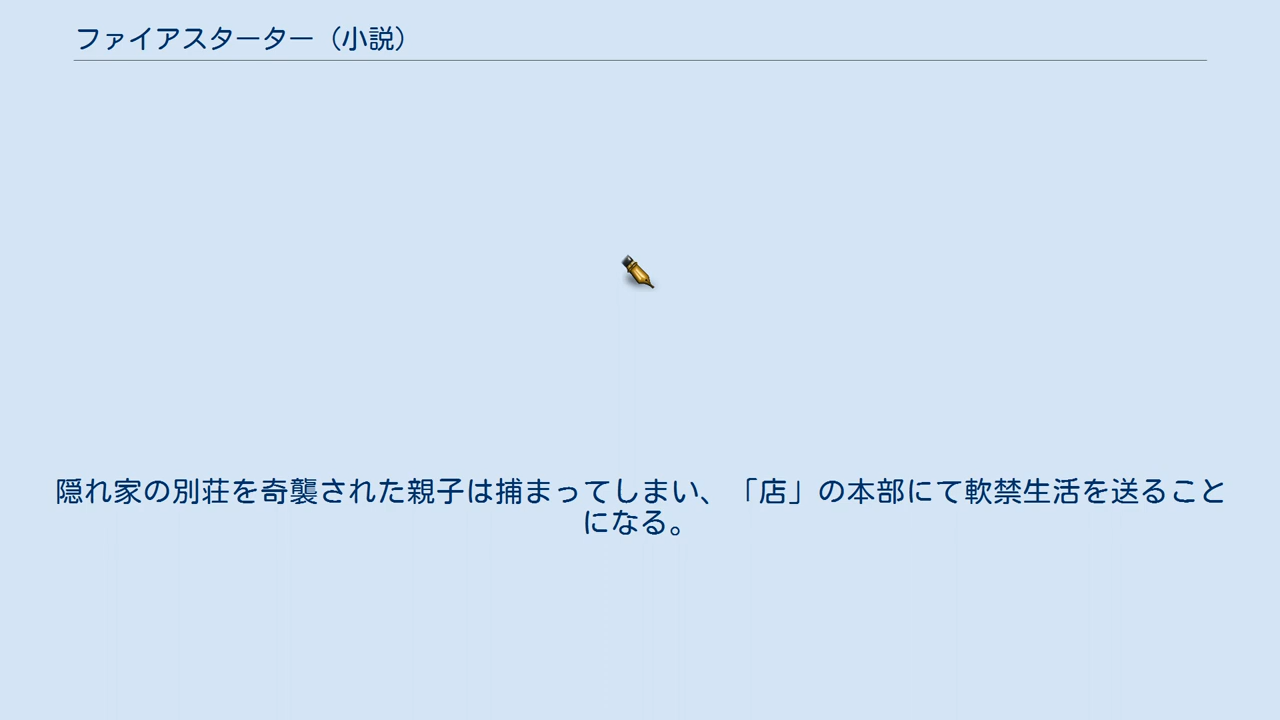 ファイアスターター（小説）
隠れ家の別荘を奇襲された親子は捕まってしまい、「店」の本部にて軟禁生活を送ること
になる。